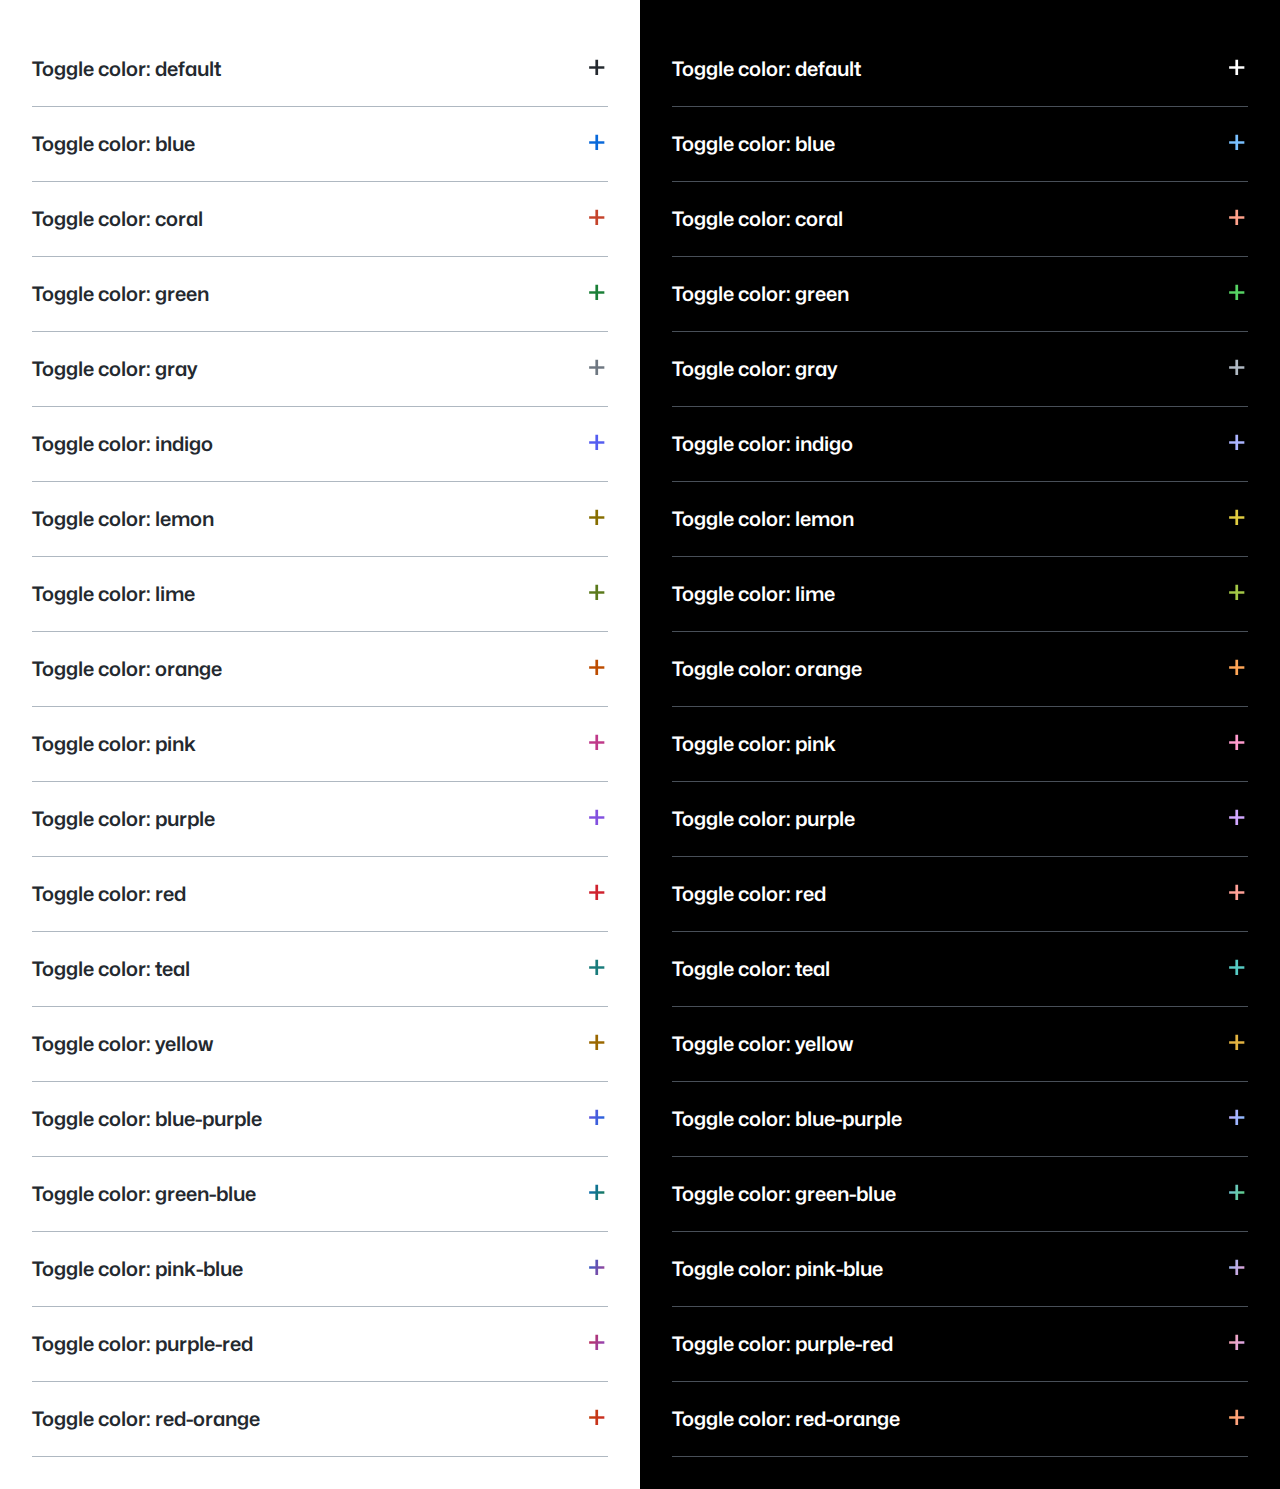 Toggle color: default
Toggle color: blue
Toggle color: coral
Toggle color: green
Toggle color: gray
Toggle color: indigo
Toggle color: lemon
Toggle color: lime
Toggle color: orange
Toggle color: pink
Toggle color: purple
Toggle color: red
Toggle color: teal
Toggle color: yellow
Toggle color: blue-purple
Toggle color: green-blue
Toggle color: pink-blue
Toggle color: purple-red
Toggle color: red-orange
Toggle color: default
Toggle color: blue
Toggle color: coral
Toggle color: green
Toggle color: gray
Toggle color: indigo
Toggle color: lemon
Toggle color: lime
Toggle color: orange
Toggle color: pink
Toggle color: purple
Toggle color: red
Toggle color: teal
Toggle color: yellow
Toggle color: blue-purple
Toggle color: green-blue
Toggle color: pink-blue
Toggle color: purple-red
Toggle color: red-orange